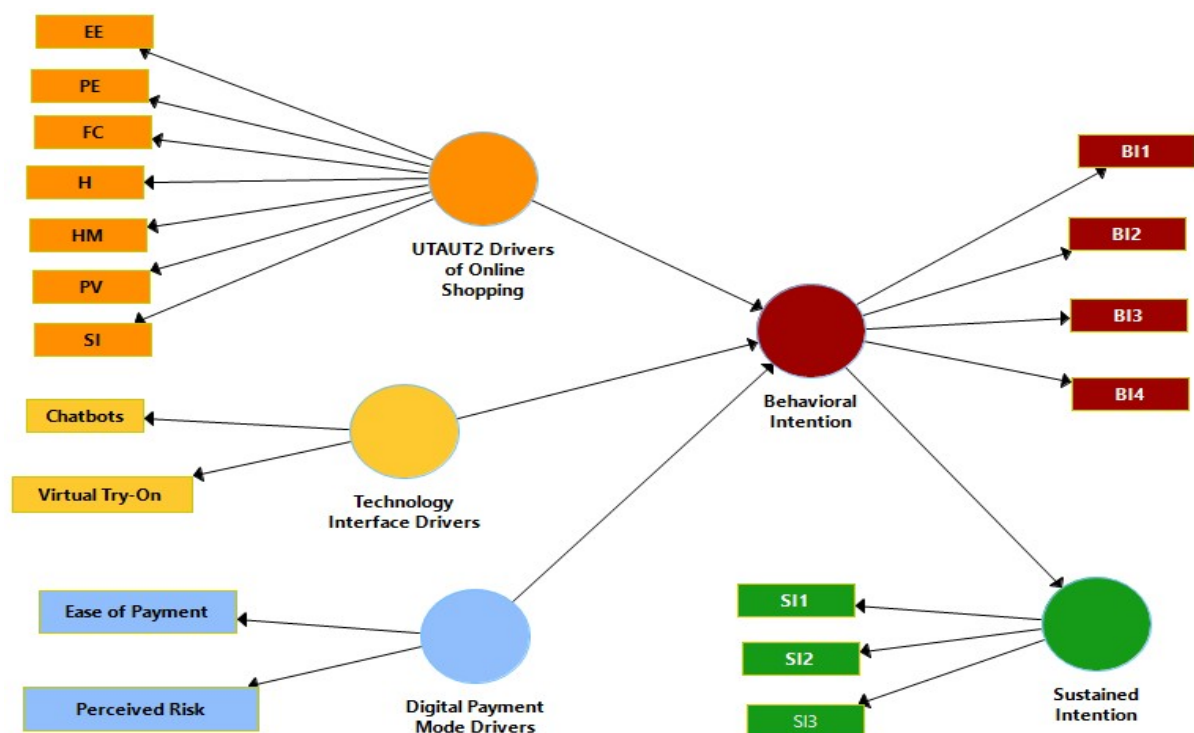 EE
PE
FC
H
HM
PV
SI
UTAUT2 Drivers
of Online
Shopping
BI1
BI2
BI3
BI4
Behavioral
Intention
Chatbots
Virtual Try-On
Technology
Interface Drivers
Ease of Payment
Perceived Risk
Digital Payment
Mode Drivers
SI1
SI2
SI3
Sustained
Intention